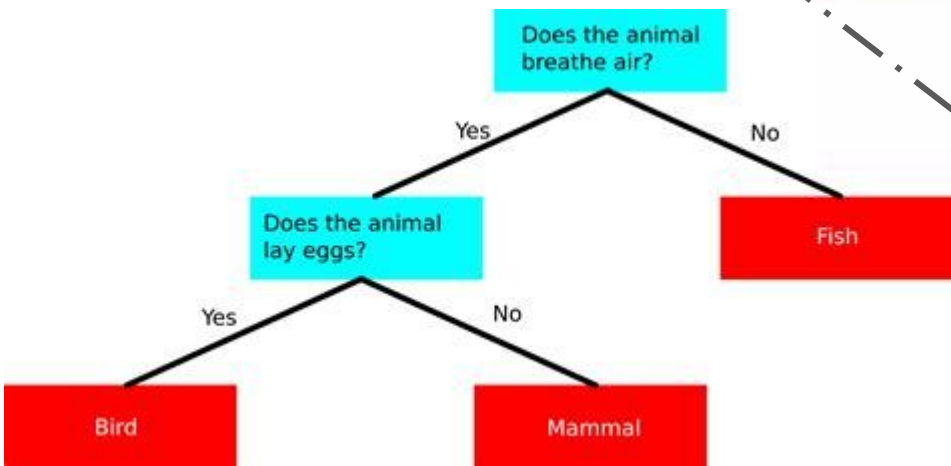 Does the animal
breathe air?
Yes
No
Does the animal
lay eggs?
Fish
Yes
No
Bird
Mammal